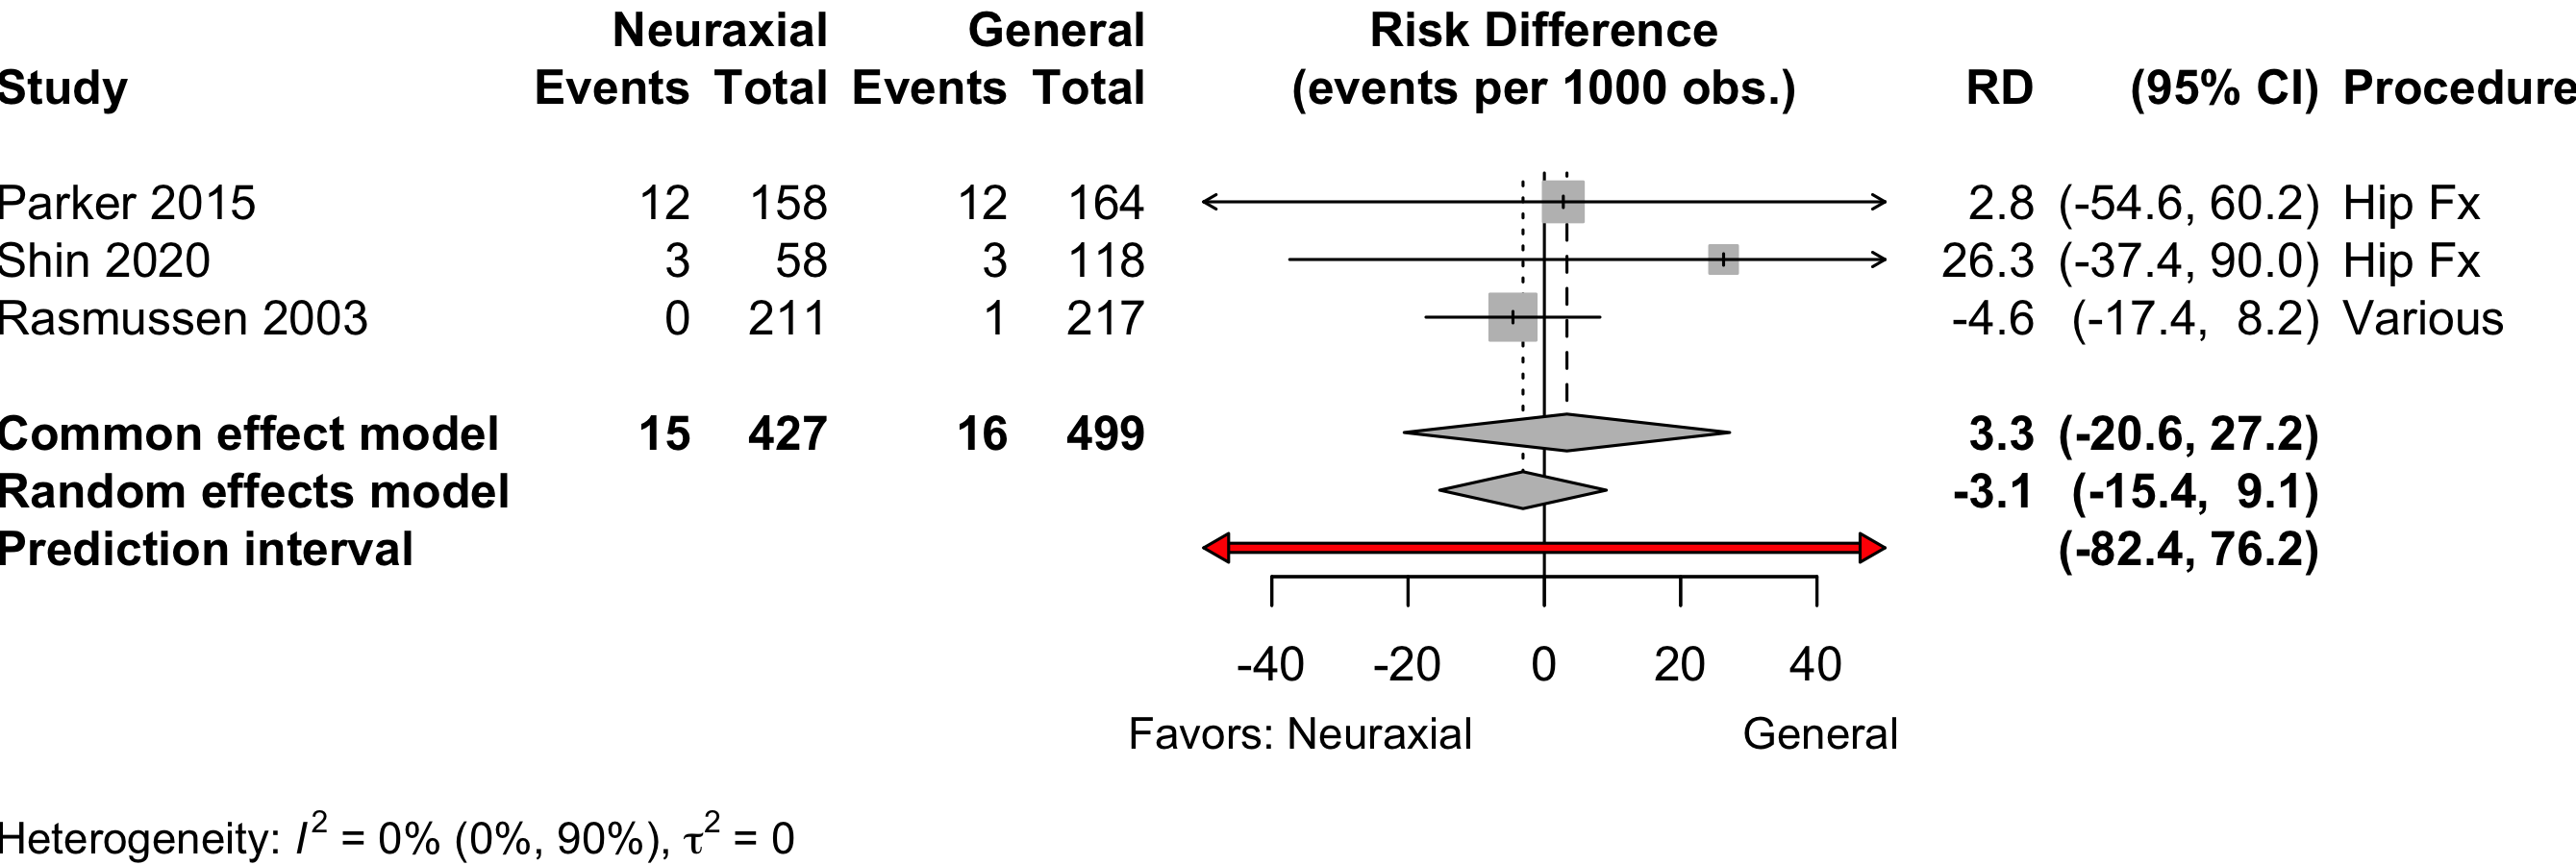 Neuraxial General Risk Difference
Study Events Total Events Total (events per 1000 obs.) RD (95% CI) Procedure
Parker 2015 12 158 12 164 2.8 (-54.6, 60.2) Hip Fx
Shin 2020 3 58 3 118 26.3 (-37.4, 90.0) Hip Fx
Rasmussen 2003 0 211 1 217 -4.6 (-17.4, 8.2) Various
Common effect model 15 427 16 499 3.3 (-20.6, 27.2)
Random effects model -3.1 (-15.4, 9.1)
Prediction interval (-82.4, 76.2)
-40 -20 0 20 40
Favors: Neuraxial General
Heterogeneity: I² = 0% (0%, 90%), τ² = 0